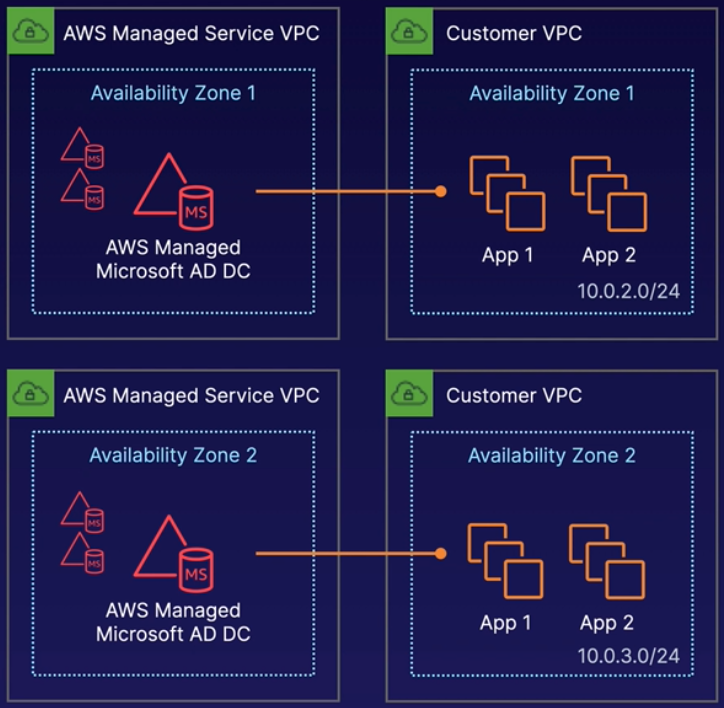 AWS Managed Service VPC
Availability Zone 1
MS
MS
MS
AWS Managed
Microsoft AD DC
Customer VPC
Availability Zone 1
App 1
App 2
10.0.2.0/24
AWS Managed Service VPC
Availability Zone 2
MS
MS
MS
AWS Managed
Microsoft AD DC
Customer VPC
Availability Zone 2
App 1
App 2
10.0.3.0/24